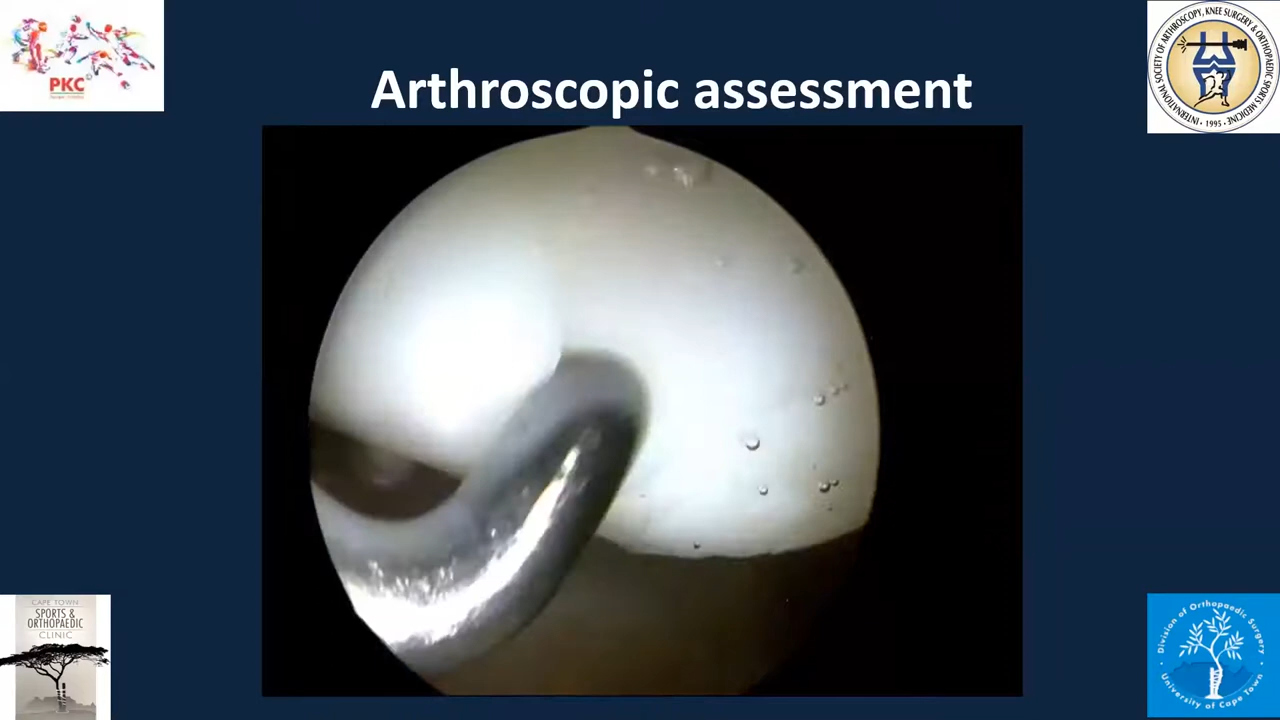 PKC
Arthroscopic assessment
INTERNATIONAL SOCIETY OF ARTHROSCOPY, KNEE SURGERY & ORTHOPAEDIC SPORTS MEDICINE
· 1995 ·
CAPE TOWN
SPORTS &
ORTHOPAEDIC
CLINIC
Division of Orthopaedic Surgery
University of Cape Town